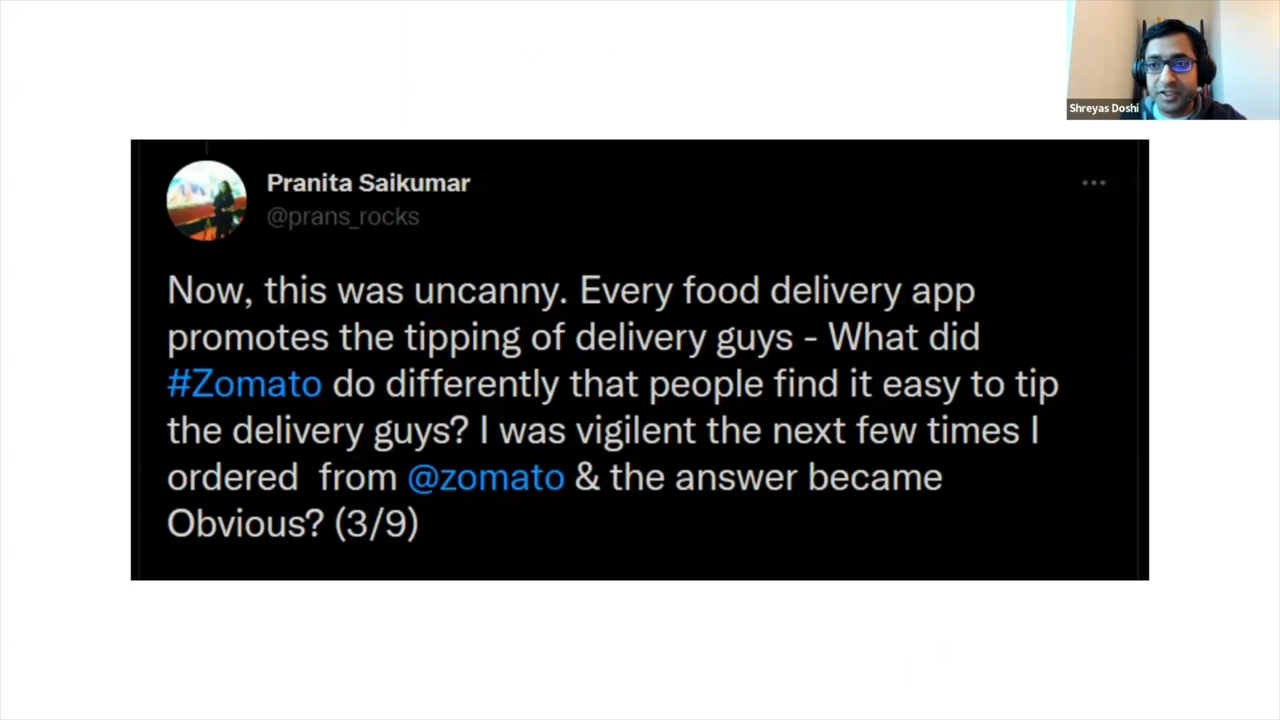 Shreyas Doshi
Pranita Saikumar
@prans_rocks
Now, this was uncanny. Every food delivery app
promotes the tipping of delivery guys - What did
#Zomato do differently that people find it easy to tip
the delivery guys? I was vigilent the next few times I
ordered from @zomato & the answer became
Obvious? (3/9)